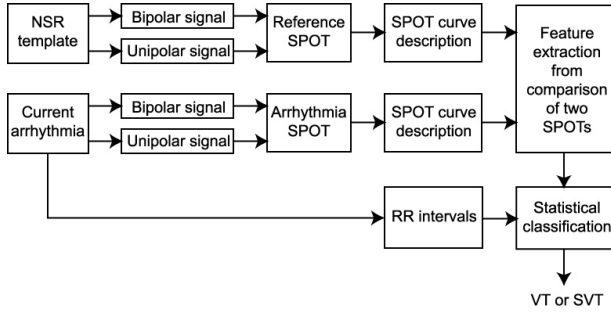 NSR
template
Bipolar signal
Unipolar signal
Reference
SPOT
SPOT curve
description
Feature
extraction
from
comparison
of two
SPOTs
Current
arrhythmia
Bipolar signal
Unipolar signal
Arrhythmia
SPOT
SPOT curve
description
RR intervals
Statistical
classification
VT or SVT